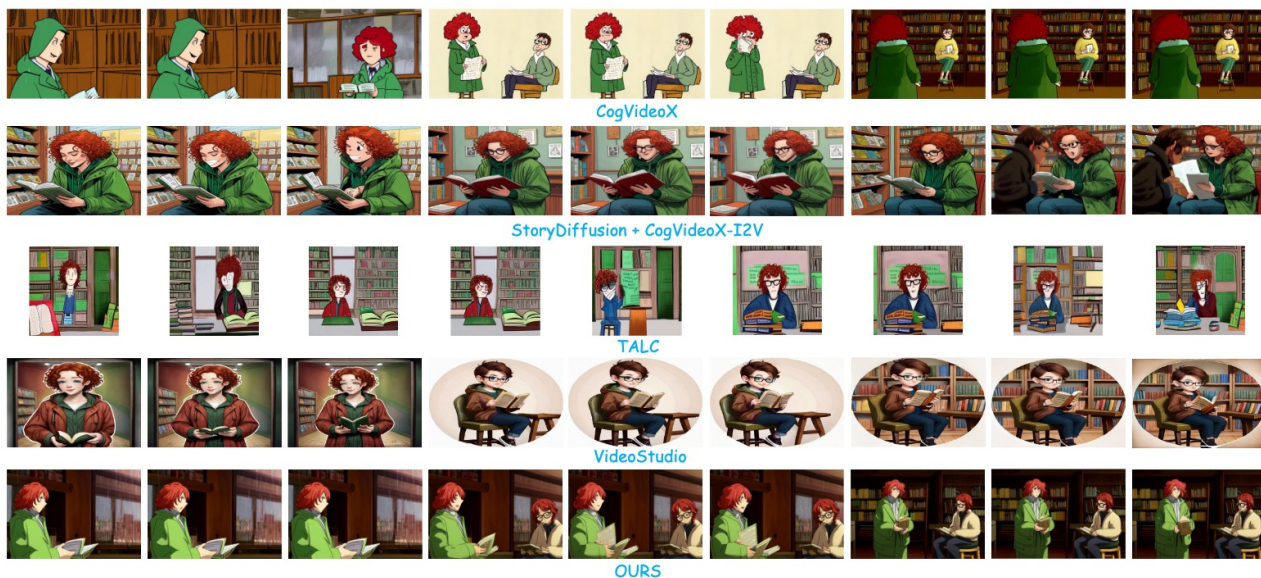 CogVideoX
StoryDiffusion + CogVideoX-I2V
TALC
VideoStudio
OURS